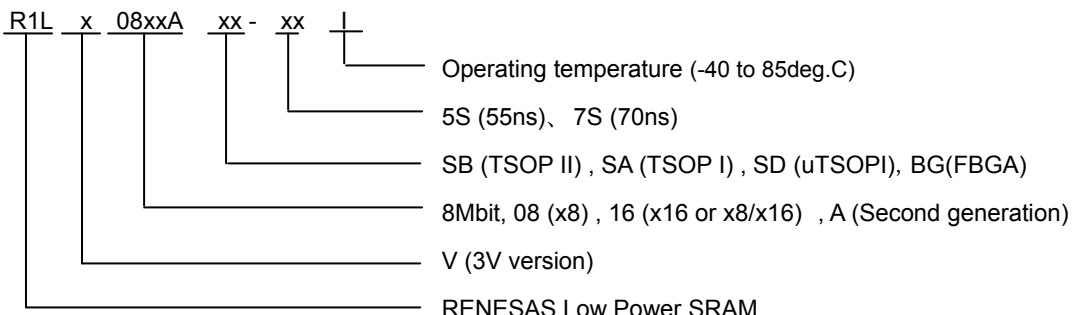 R1L x 08xxA xx - xx I
Operating temperature (-40 to 85deg.C)
5S (55ns)、 7S (70ns)
SB (TSOP II) , SA (TSOP I) , SD (uTSOPI), BG(FBGA)
8Mbit, 08 (x8) , 16 (x16 or x8/x16) , A (Second generation)
V (3V version)
RENESAS Low Power SRAM